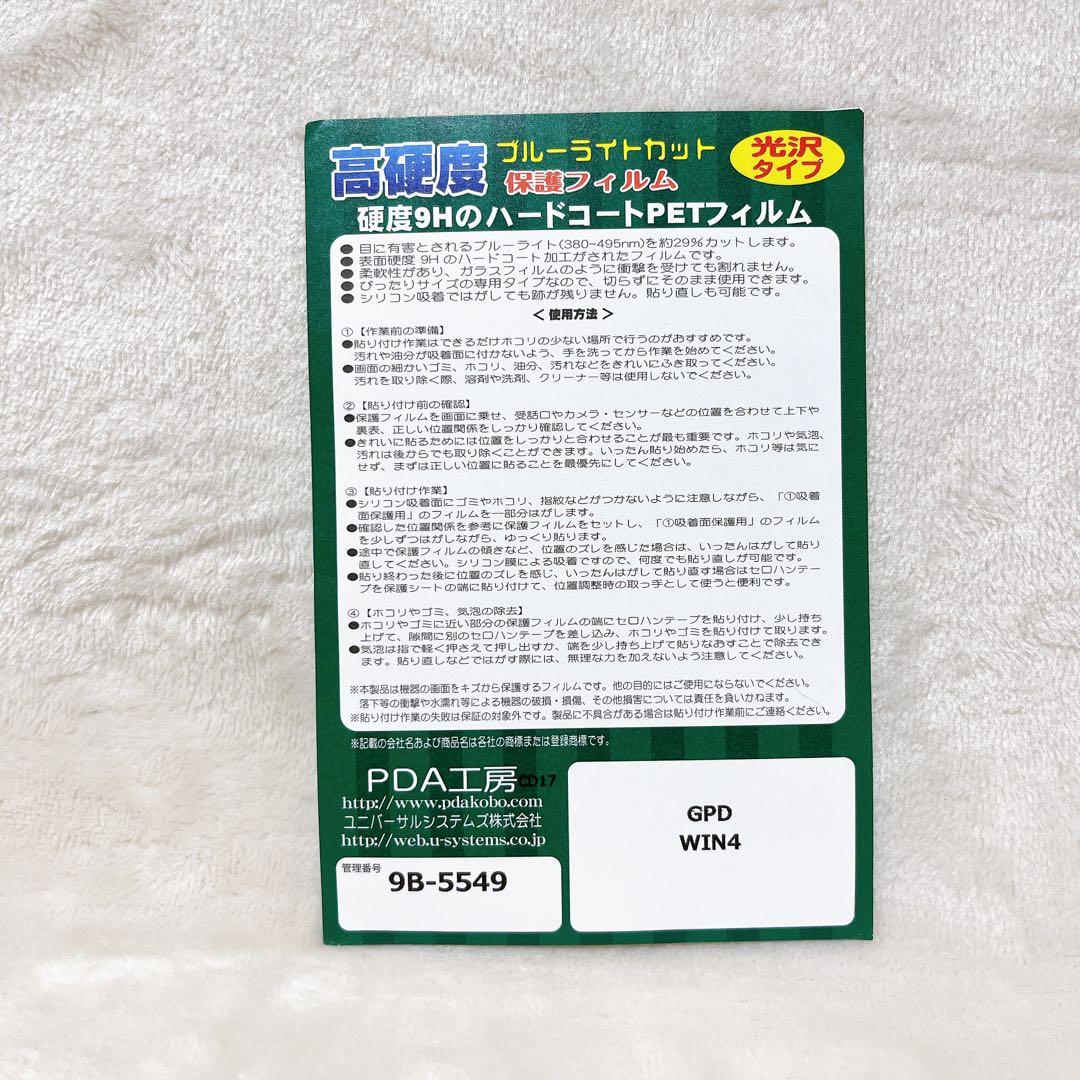 高硬度
ブルーライトカット
保護フィルム
光沢
タイプ
硬度9HのハードコートPETフィルム
●目に有害とされるブルーライト(380~495nm)を約29%カットします。
●表面硬度 9H のハードコート加工がされたフィルムです。
●柔軟性があり、ガラスフィルムのように衝撃を受けても割れません。
●ぴったりサイズの専用タイプなので、切らずにそのまま使用できます。
●シリコン吸着ではがしても跡が残りません。貼り直しも可能です。
< 使用方法 >
①【作業前の準備】
●貼り付け作業はできるだけホコリの少ない場所で行うのがおすすめです。
汚れや油分が吸着面に付かないよう、手を洗ってから作業を始めてください。
●画面の細かいゴミ、ホコリ、油分、汚れなどをきれいにふき取ってください。
汚れを取り除く際、溶剤や洗剤、クリーナー等は使用しないでください。
②【貼り付け前の確認】
●保護フィルムを画面に乗せ、受話口やカメラ・センサーなどの位置を合わせて上下や
裏表、正しい位置関係をしっかり確認してください。
●きれいに貼るためには位置をしっかりと合わせることが最も重要です。ホコリや気泡、
汚れは後からでも取り除くことができます。いったん貼り始めたら、ホコリ等は気に
せず、まずは正しい位置に貼ることを最優先にしてください。
③【貼り付け作業】
●シリコン吸着面にゴミやホコリ、指紋などがつかないように注意しながら、「①吸着
面保護用」のフィルムを一部分はがします。
●確認した位置関係を参考に保護フィルムをセットし、「①吸着面保護用」のフィルム
を少しずつはがしながら、ゆっくり貼ります。
●途中で保護フィルムの傾きなど、位置のズレを感じた場合は、いったんはがして貼り
直してください。シリコン膜による吸着ですので、何度でも貼り直しが可能です。
●貼り終わった後に位置のズレを感じ、いったんはがして貼り直す場合はセロハンテー
プを保護シートの端に貼り付けて、位置調整時の取っ手として使うと便利です。
④【ホコリやゴミ、気泡の除去】
●ホコリやゴミに近い部分の保護フィルムの端にセロハンテープを貼り付け、少し持ち
上げて、隙間に別のセロハンテープを差し込み、ホコリやゴミを貼り付けて取ります。
●気泡は指で軽く押さえて押し出すか、端を少し持ち上げて貼りなおすことで除去でき
ます。貼り直しなどではがす際には、無理な力を加えないよう注意してください。
※本製品は機器の画面をキズから保護するフィルムです。他の目的にはご使用にならないでください。
落下等の衝撃や水濡れ等による機器の破損・損傷、その他損害については責任を負いかねます。
※貼り付け作業の失敗は保証の対象外です。製品に不具合がある場合は貼り付け作業前にご連絡ください。
※記載の会社名および商品名は各社の商標または登録商標です。
PDA工房
CD17
http://www.pdakobo.com
ユニバーサルシステムズ株式会社
http://web.u-systems.co.jp
管理番号
9B-5549
GPD
WIN4